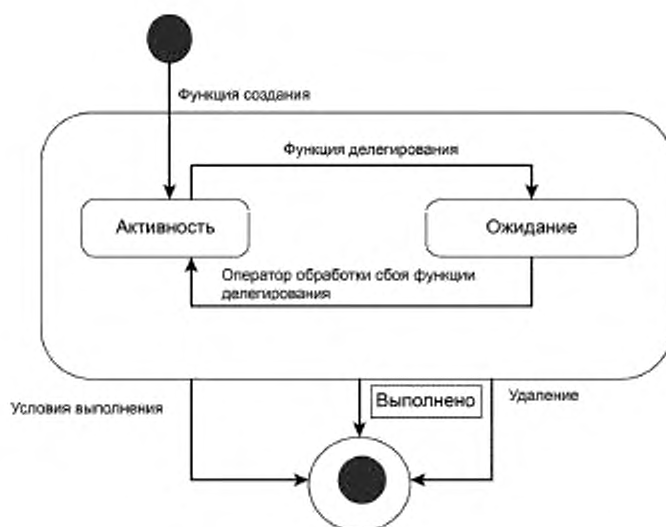 Функция создания
Функция делегирования
Активность
Ожидание
Оператор обработки сбоя функции
делегирования
Условия выполнения
Выполнено
Удаление